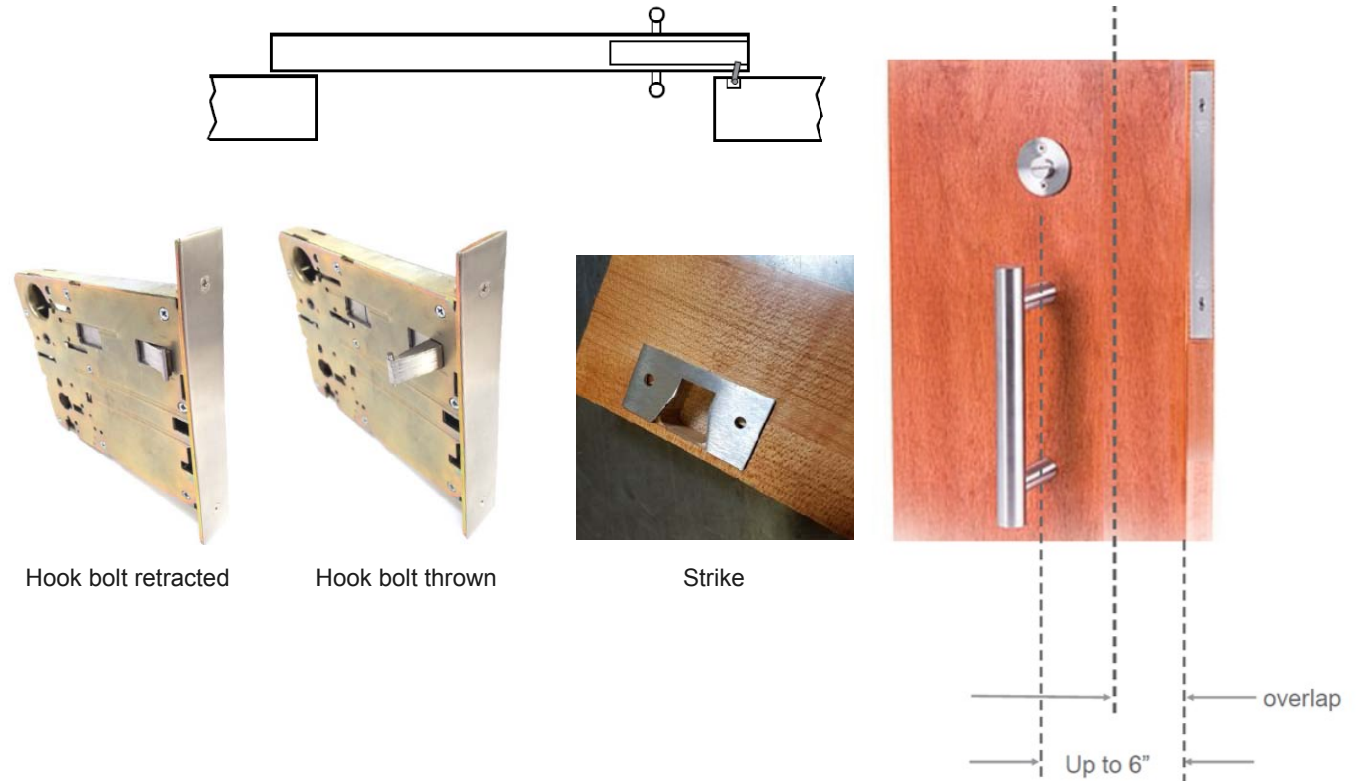 Hook bolt retracted
Hook bolt thrown
Strike
overlap
Up to 6”